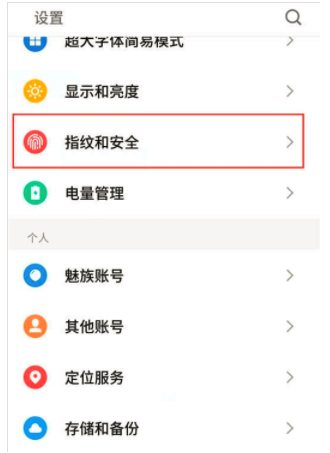 设置
超大字体简易模式
显示和亮度
指纹和安全
电量管理
个人
魅族账号
其他账号
定位服务
存储和备份